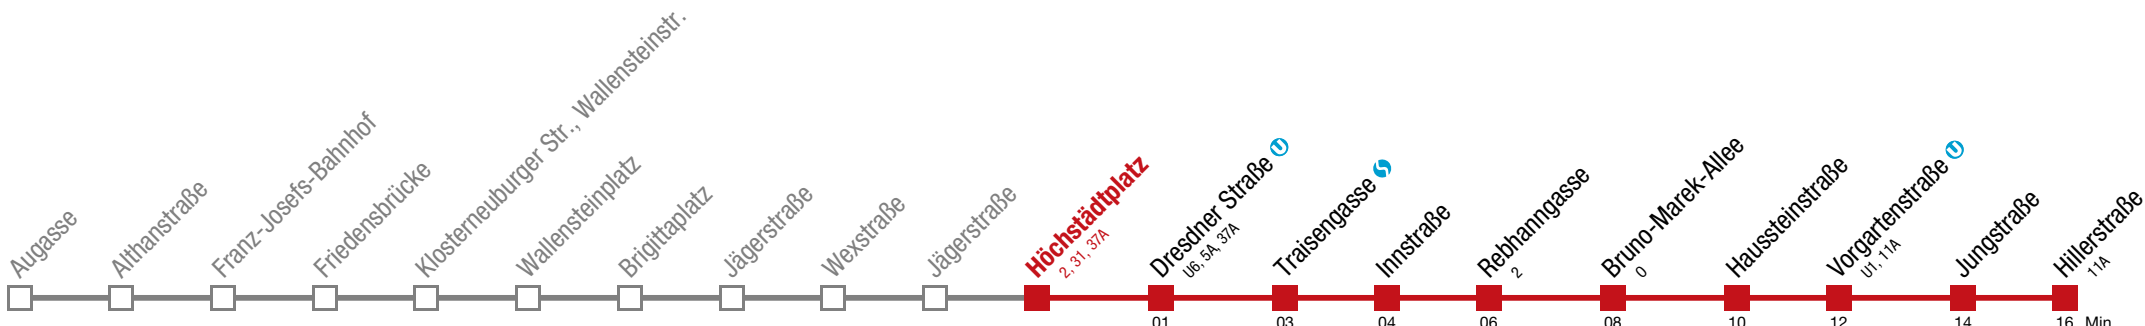 Augasse
Althanstraße
Franz-Josefs-Bahnhof
Friedensbrücke
Klosterneuburger Str., Wallensteinstr.
Wallensteinplatz
Brigittaplatz
Jägerstraße
Wexstraße
Jägerstraße
Höchstädtplatz
2, 31, 37A
Dresdner Straße
U6, 5A, 37A
Traisengasse
Innstraße
Rebhanngasse
2
Bruno-Marek-Allee
O
Haussteinstraße
Vorgartenstraße
U1, 11A
Jungstraße
Hillerstraße
11A
01 03 04 06 08 10 12 14 16 Min